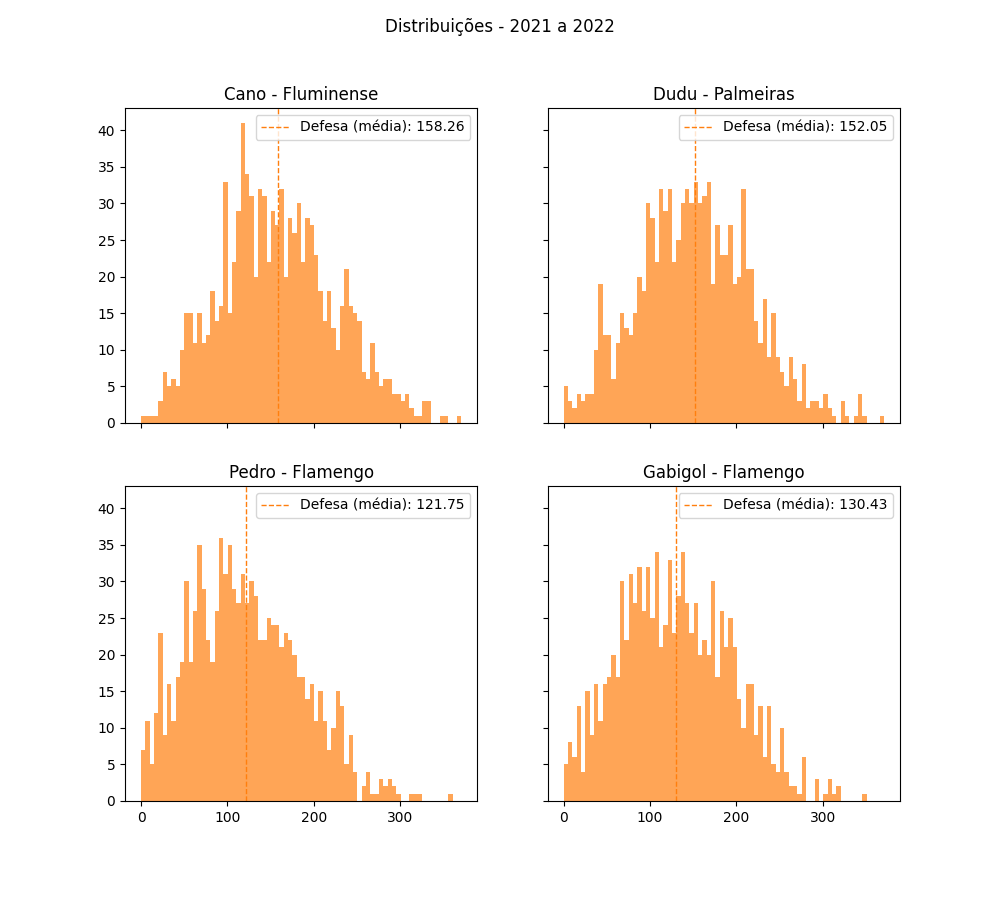 Distribuições - 2021 a 2022
Cano - Fluminense
Dudu - Palmeiras
40
35
30
25
20
15
10
5
0
Defesa (média): 158.26
Defesa (média): 152.05
Pedro - Flamengo
Gabigol - Flamengo
40
35
30
25
20
15
10
5
0
Defesa (média): 121.75
Defesa (média): 130.43
0 100 200 300
0 100 200 300